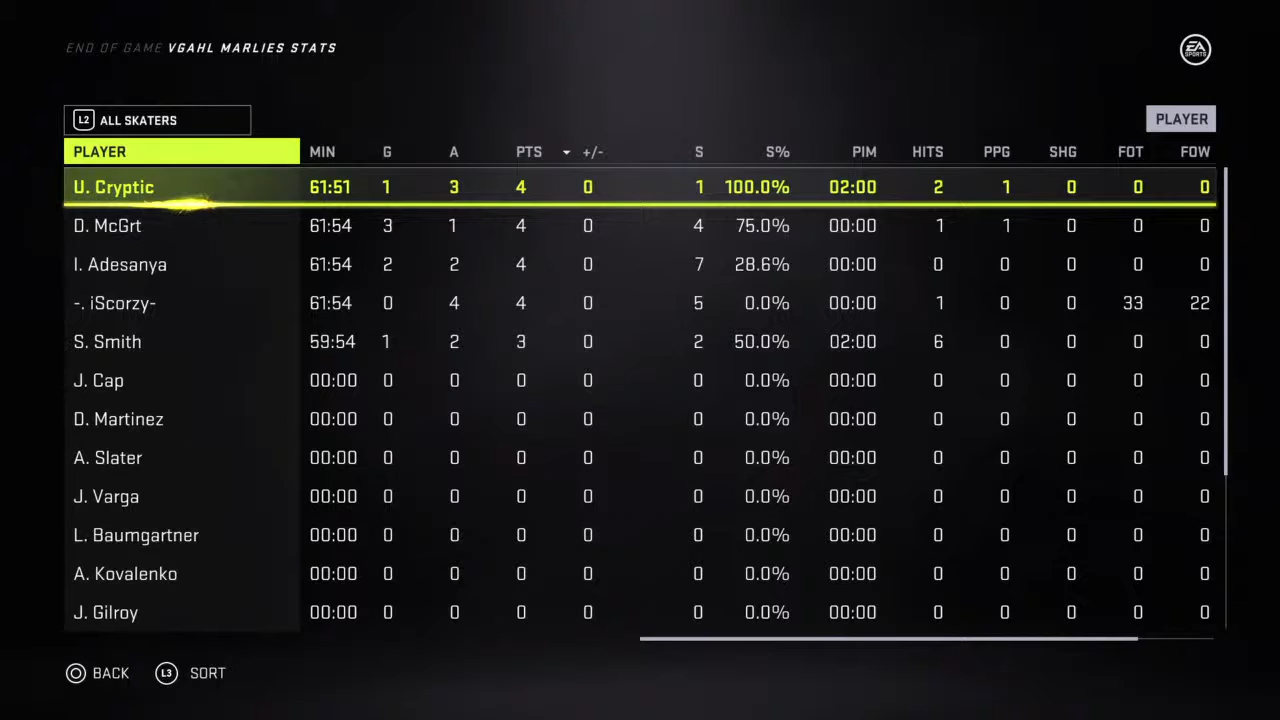 END OF GAME VGAHL MARLIES STATS
EA SPORTS
L2 ALL SKATERS
PLAYER
PLAYER MIN G A PTS +/- S S% PIM HITS PPG SHG FOT FOW
U. Cryptic 61:51 1 3 4 0 1 100.0% 02:00 2 1 0 0 0
D. McGrt 61:54 3 1 4 0 4 75.0% 00:00 1 1 0 0 0
I. Adesanya 61:54 2 2 4 0 7 28.6% 00:00 0 0 0 0 0
-. iScorzy- 61:54 0 4 4 0 5 0.0% 00:00 1 0 0 33 22
S. Smith 59:54 1 2 3 0 2 50.0% 02:00 6 0 0 0 0
J. Cap 00:00 0 0 0 0 0 0.0% 00:00 0 0 0 0 0
D. Martinez 00:00 0 0 0 0 0 0.0% 00:00 0 0 0 0 0
A. Slater 00:00 0 0 0 0 0 0.0% 00:00 0 0 0 0 0
J. Varga 00:00 0 0 0 0 0 0.0% 00:00 0 0 0 0 0
L. Baumgartner 00:00 0 0 0 0 0 0.0% 00:00 0 0 0 0 0
A. Kovalenko 00:00 0 0 0 0 0 0.0% 00:00 0 0 0 0 0
J. Gilroy 00:00 0 0 0 0 0 0.0% 00:00 0 0 0 0 0
BACK L3 SORT